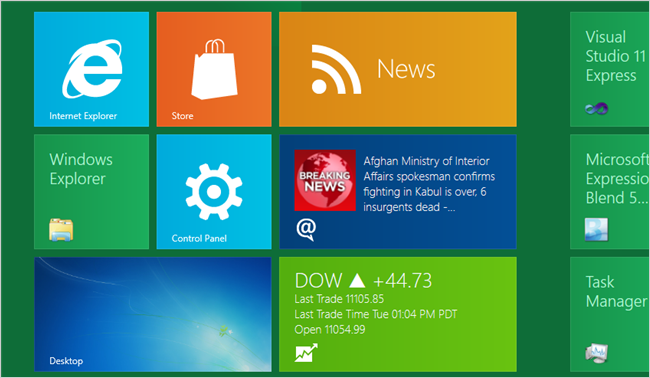 Internet Explorer
Store
News
Visual
Studio 11
Express
Windows
Explorer
Control Panel
BREAKING
NEWS
Afghan Ministry of Interior
Affairs spokesman confirms
fighting in Kabul is over, 6
insurgents dead -...
@
Microsoft
Expressio
Blend 5...
Desktop
DOW ▲ +44.73
Last Trade 11105.85
Last Trade Time Tue 01:04 PM PDT
Open 11054.99
Task
Manager